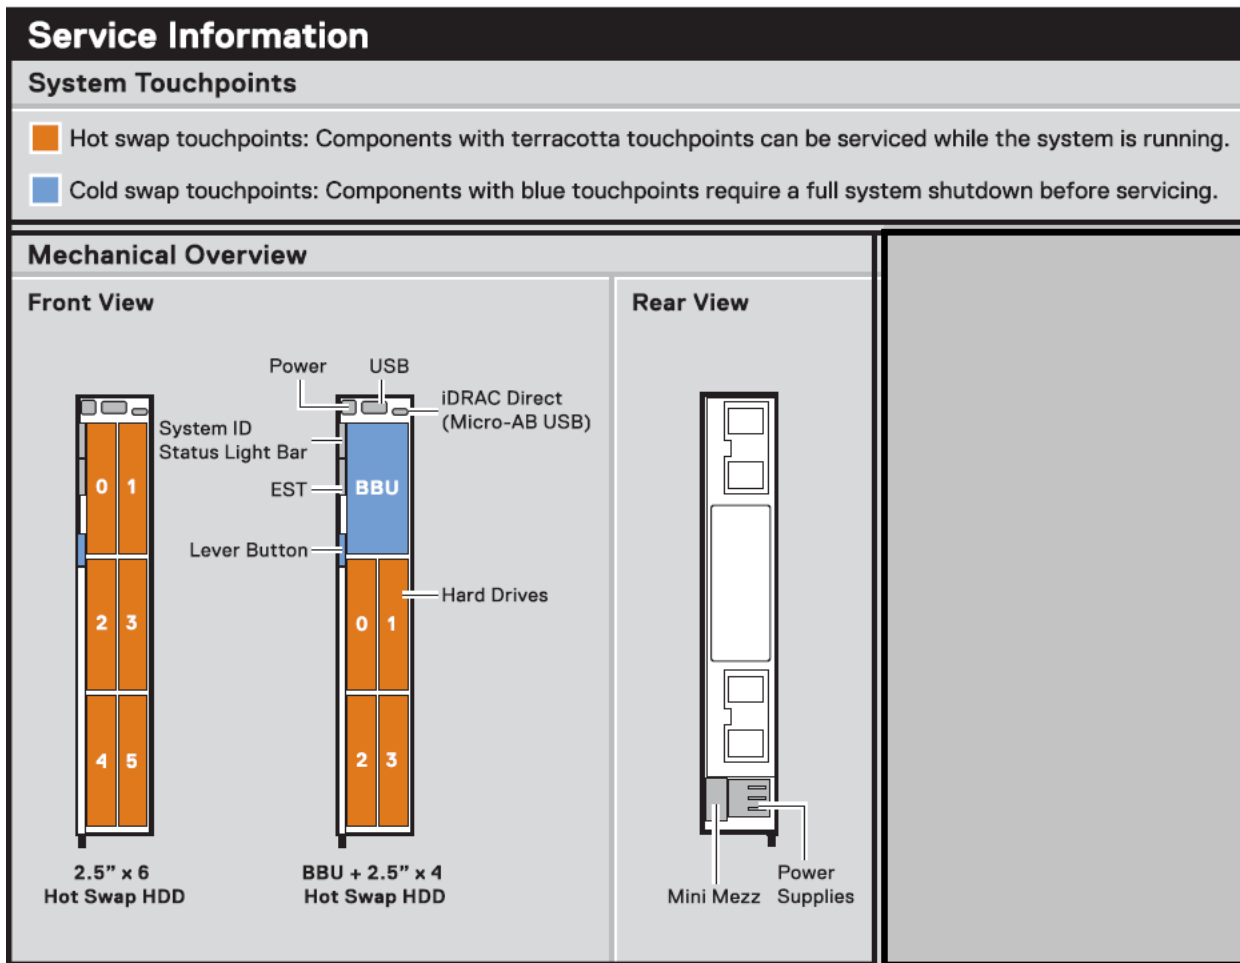 Service Information
System Touchpoints
Hot swap touchpoints: Components with terracotta touchpoints can be serviced while the system is running.
Cold swap touchpoints: Components with blue touchpoints require a full system shutdown before servicing.
Mechanical Overview
Front View
0 1
2 3
4 5
2.5” x 6
Hot Swap HDD
Power
USB
iDRAC Direct
(Micro-AB USB)
System ID
Status Light Bar
EST
BBU
Lever Button
Hard Drives
0 1
2 3
BBU + 2.5” x 4
Hot Swap HDD
Rear View
Mini Mezz
Power
Supplies